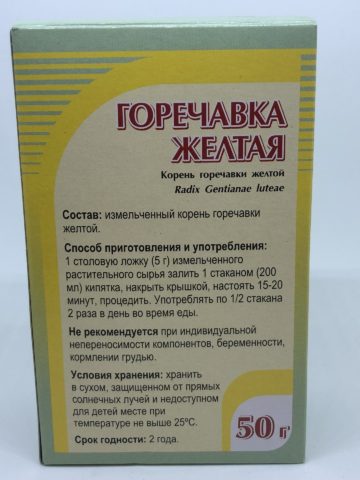 ГОРЕЧАВКА
ЖЕЛТАЯ
Корень горечавки желтой
Radix Gentianae luteae
Состав: измельченный корень горечавки
желтой.
Способ приготовления и употребления:
1 столовую ложку (5 г) измельченного
растительного сырья залить 1 стаканом (200
мл) кипятка, накрыть крышкой, настоять 15-20
минут, процедить. Употреблять по 1/2 стакана
2 раза в день во время еды.
Не рекомендуется при индивидуальной
непереносимости компонентов, беременности,
кормлении грудью.
Условия хранения: хранить
в сухом, защищенном от прямых
солнечных лучей и недоступном
для детей месте при
температуре не выше 25ºС.
Срок годности: 2 года.
50 г